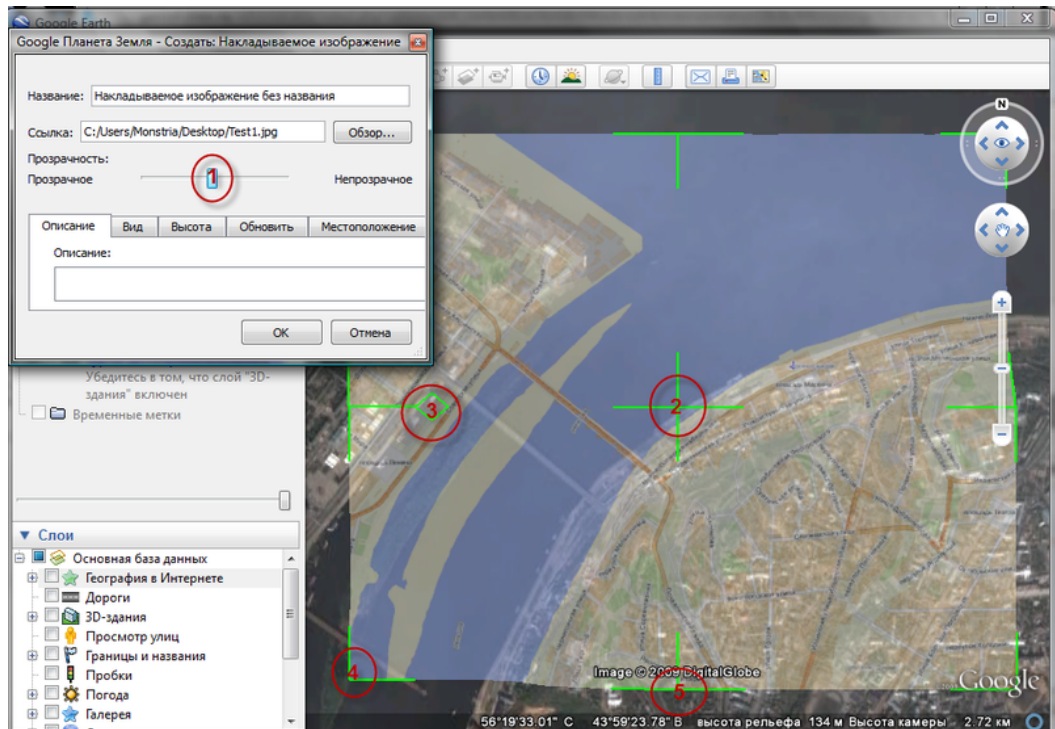 Google Earth
Google Планета Земля - Создать: Накладываемое изображение
Название: Накладываемое изображение без названия
Ссылка: C:/Users/Monstria/Desktop/Test1.jpg Обзор...
Прозрачность:
Прозрачное 1 Непрозрачное
Описание Вид Высота Обновить Местоположение
Описание:
ОК Отмена
Убедитесь в том, что слой "3D-
здания" включен
Временные метки
N
3
2
4
5
Слои
Основная база данных
География в Интернете
Дороги
3D-здания
Просмотр улиц
Границы и названия
Пробки
Погода
Галерея
Image © 2009 DigitalGlobe
Google
56°19'33.01" С 43°59'23.78" В высота рельефа 134 м Высота камеры 2.72 км